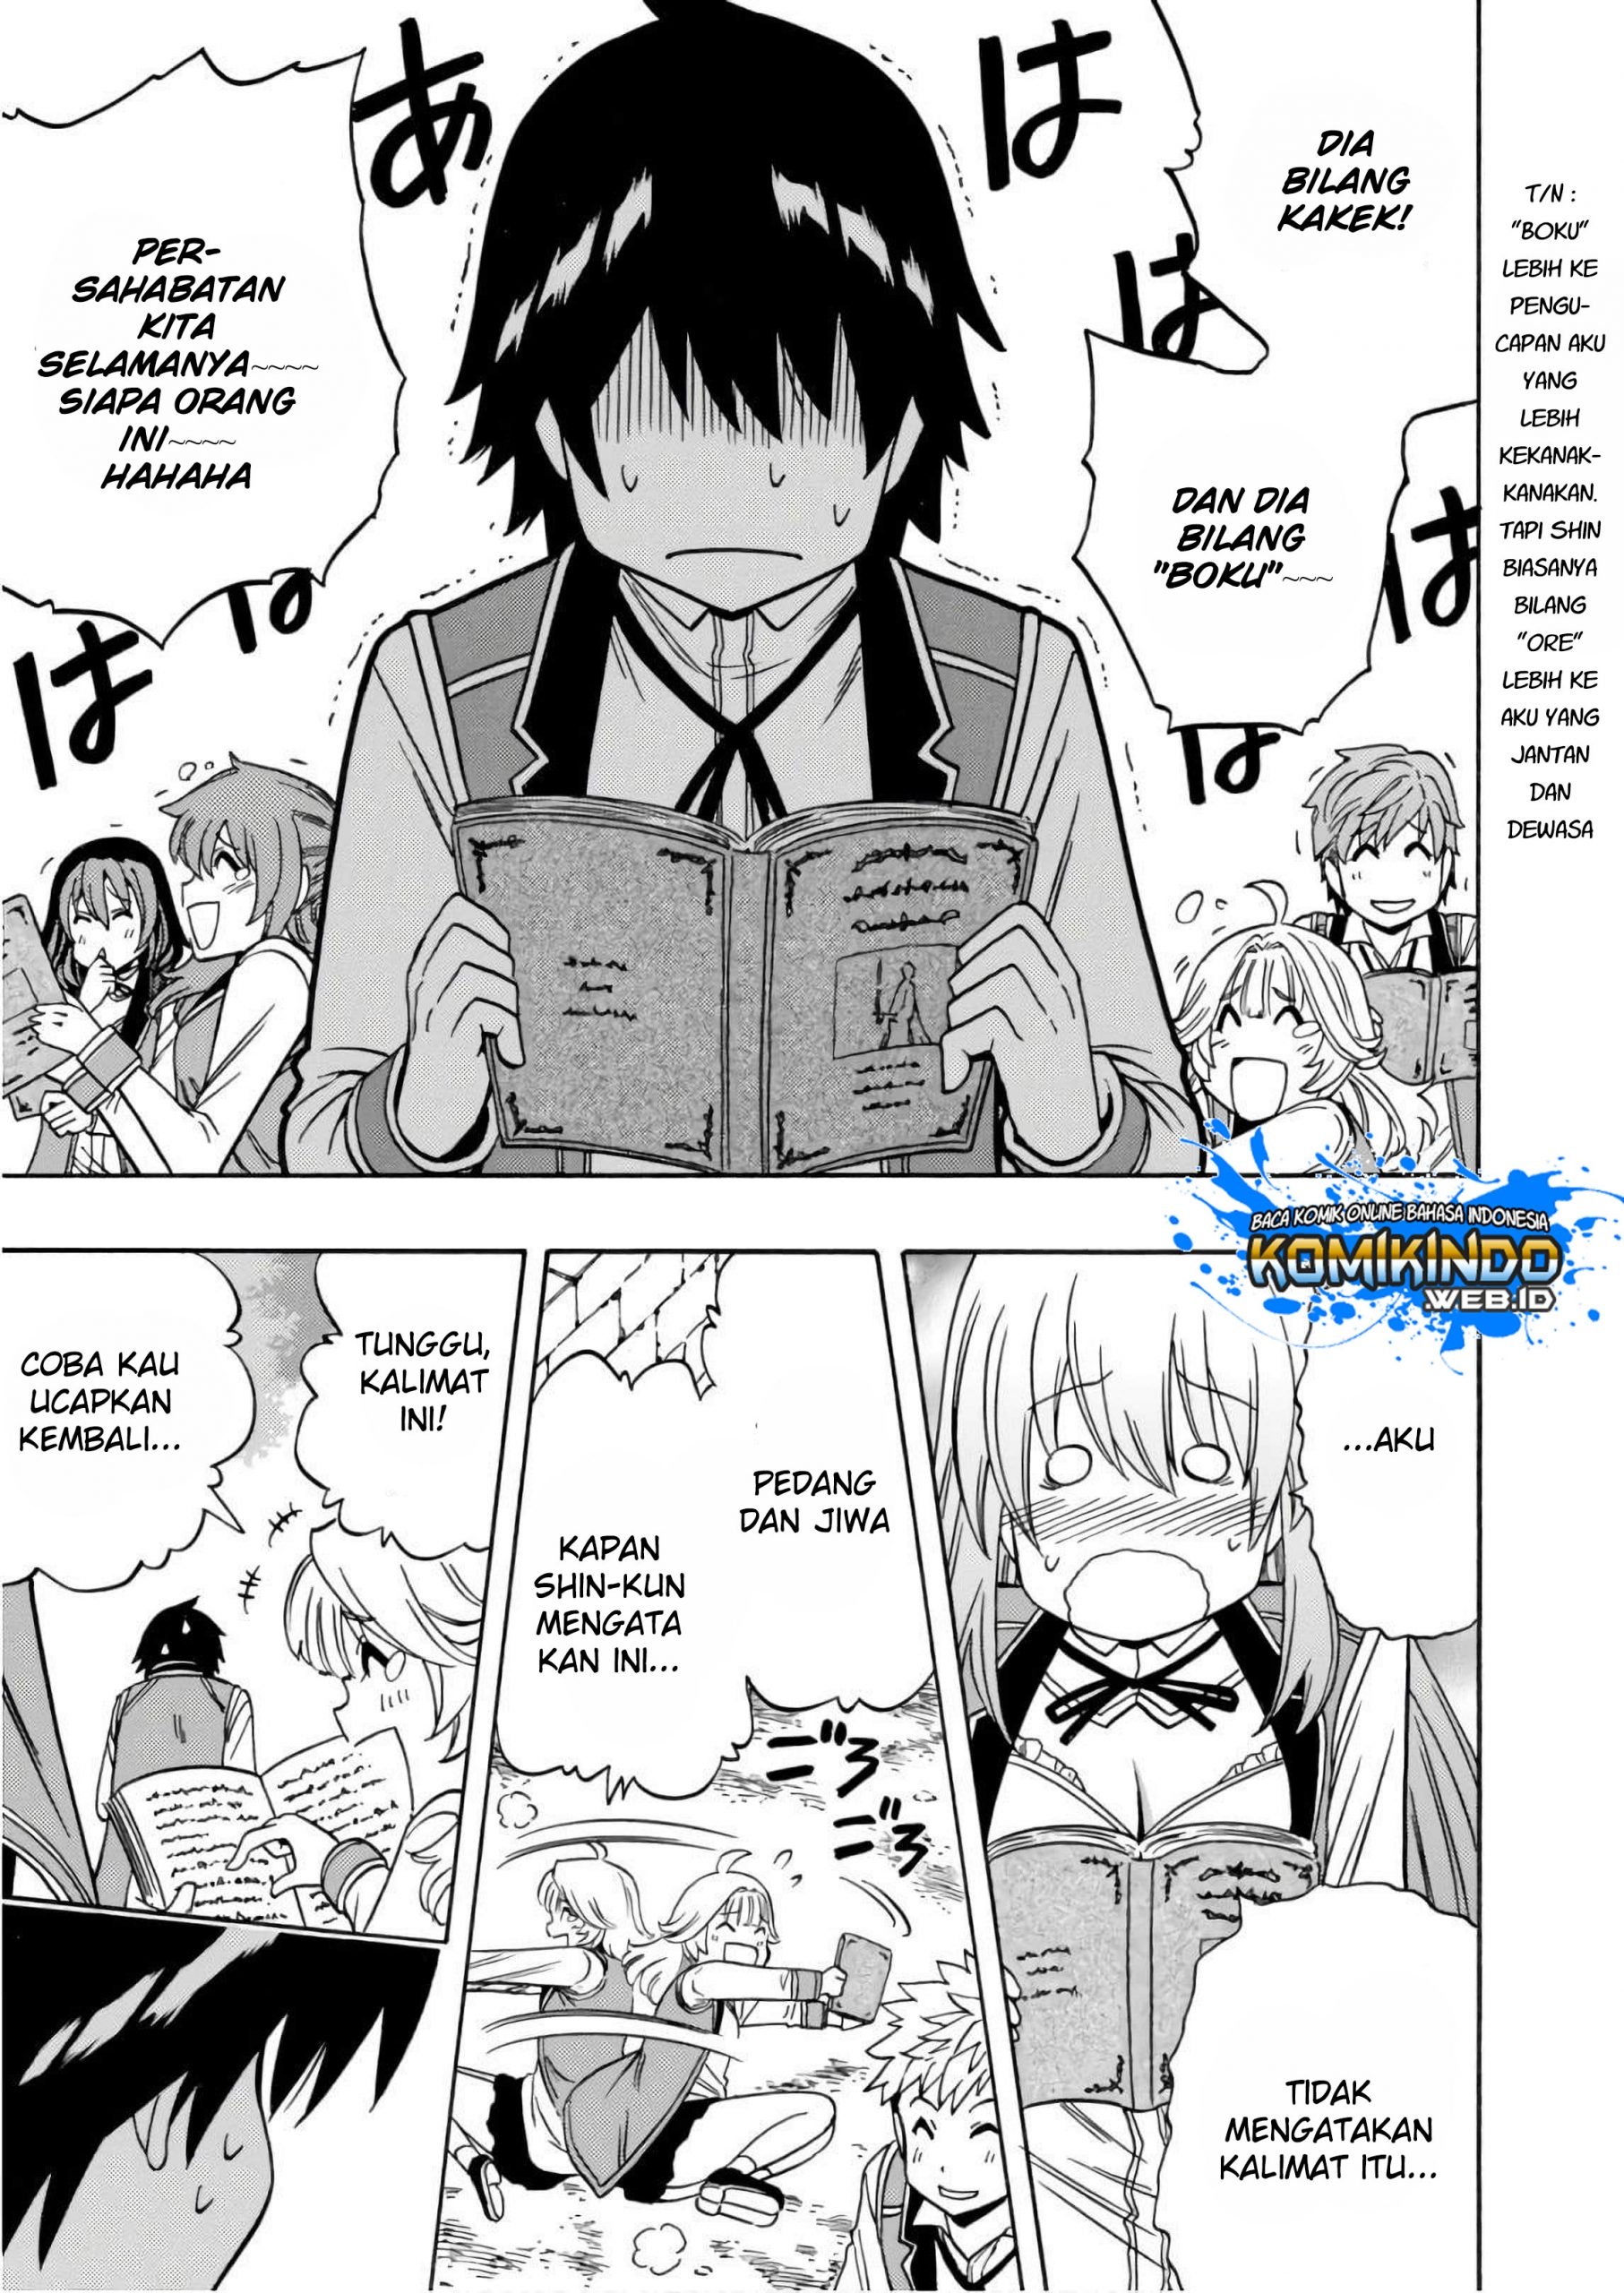 DIA
BILANG
KAKEK!
T/N :
"BOKU"
LEBIH KE
PENGU-
CAPAN AKU
YANG
LEBIH
KEKANAK-
KANAKAN.
TAPI SHIN
BIASANYA
BILANG
"ORE"
LEBIH KE
AKU YANG
JANTAN
DAN
DEWASA
DAN DIA
BILANG
"BOKU"~~~
PER-
SAHABATAN
KITA
SELAMANYA~~~~
SIAPA ORANG
INI~~~~
HAHAHA
あ
は
は
は
は
は
は
BACA KOMIK ONLINE BAHASA INDONESIA
KOMIKINDO
.WEB.ID
...AKU
TIDAK
MENGATAKAN
KALIMAT ITU...
PEDANG
DAN JIWA
KAPAN
SHIN-KUN
MENGATA
KAN INI...
ゴろ
ゴろ
TUNGGU,
KALIMAT
INI!
COBA KAU
UCAPKAN
KEMBALI...